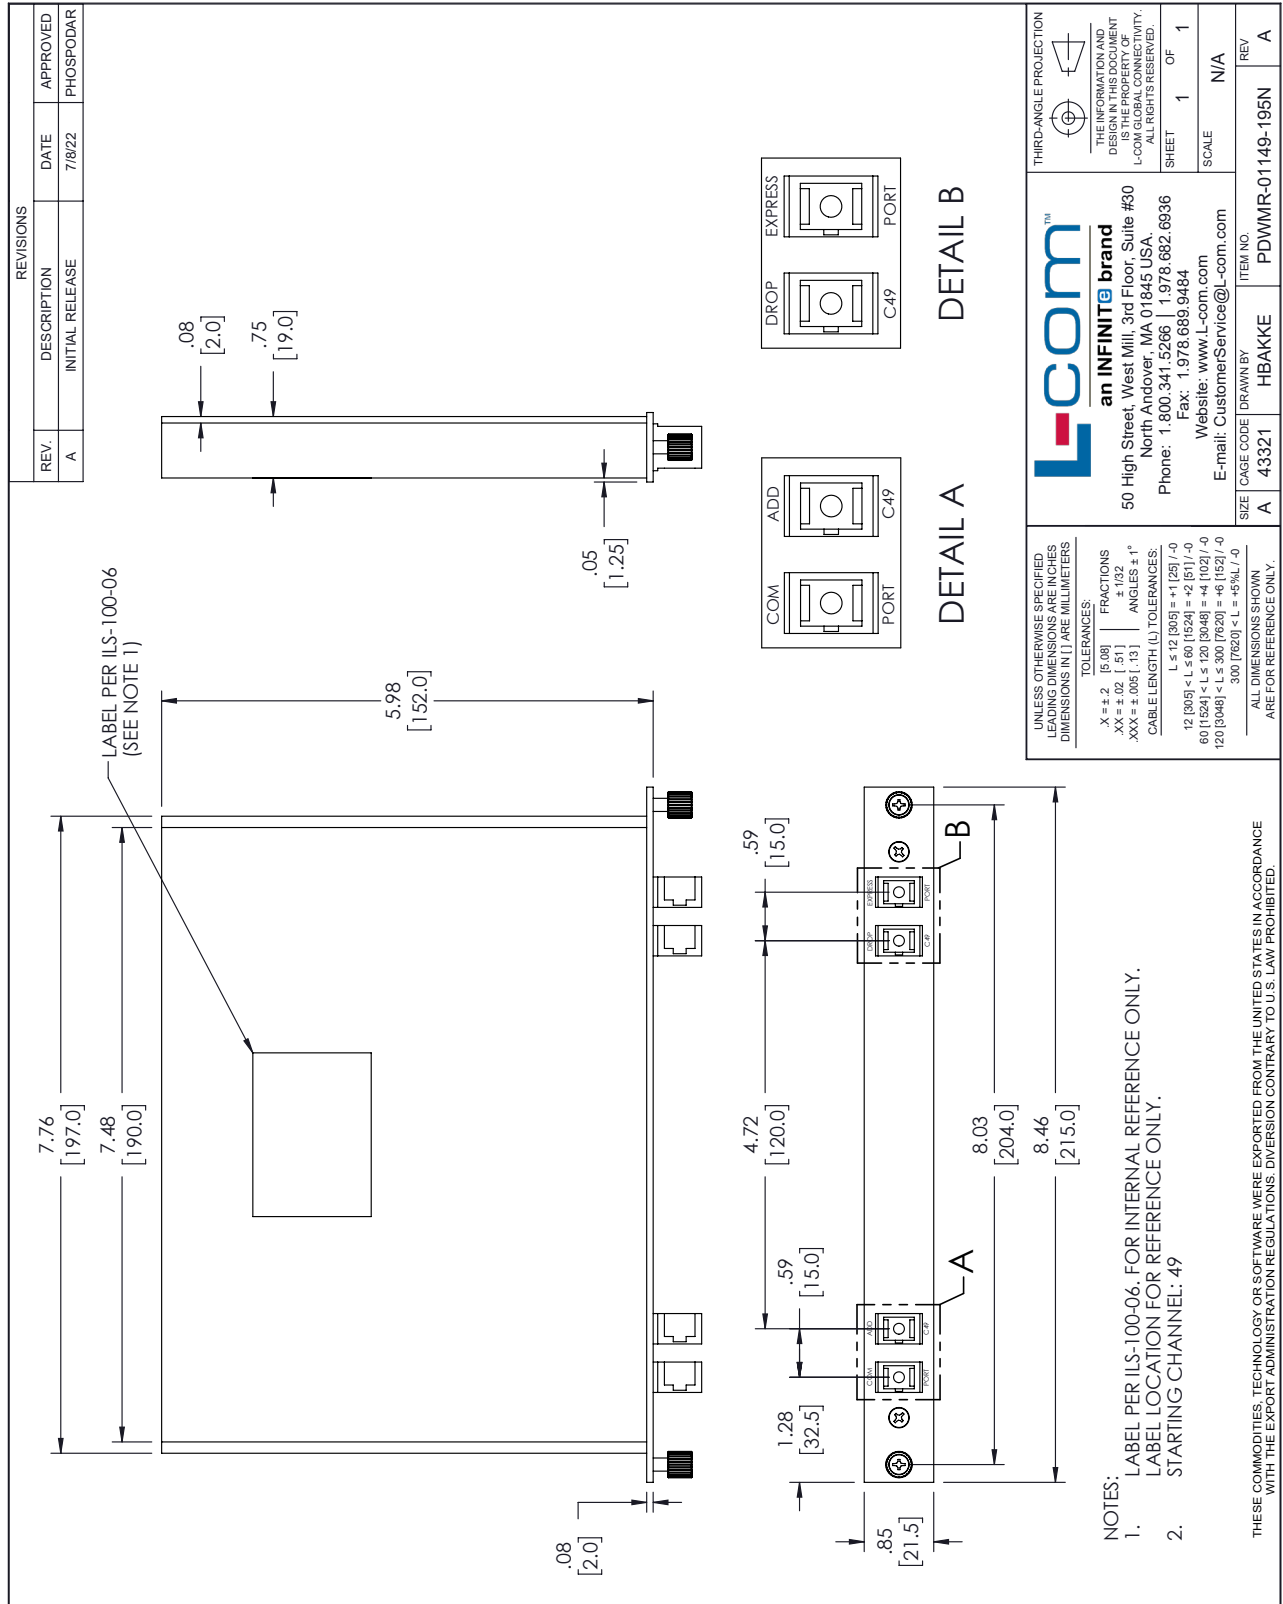 REVISIONS
REV. DESCRIPTION DATE APPROVED
A INITIAL RELEASE 7/8/22 PHOSPODAR
7.76
[197.0]
7.48
[190.0]
LABEL PER ILS-100-06
(SEE NOTE 1)
5.98
[152.0]
.08
[2.0]
.08
[2.0]
.75
[19.0]
.05
[1.25]
1.28
[32.5]
.59
[15.0]
4.72
[120.0]
.59
[15.0]
.85
[21.5]
COM
PORT
ADD
C49
DROP
C49
EXPRESS
PORT
A
B
8.03
[204.0]
8.46
[215.0]
COM ADD
PORT C49
DETAIL A
DROP EXPRESS
C49 PORT
DETAIL B
NOTES:
1. LABEL PER ILS-100-06. FOR INTERNAL REFERENCE ONLY.
LABEL LOCATION FOR REFERENCE ONLY.
2. STARTING CHANNEL: 49
THESE COMMODITIES, TECHNOLOGY OR SOFTWARE WERE EXPORTED FROM THE UNITED STATES IN ACCORDANCE
WITH THE EXPORT ADMINISTRATION REGULATIONS. DIVERSION CONTRARY TO U.S. LAW PROHIBITED.
UNLESS OTHERWISE SPECIFIED
LEADING DIMENSIONS ARE INCHES
DIMENSIONS IN [ ] ARE MILLIMETERS
TOLERANCES:
.X = ± .2 [5.08] FRACTIONS
.XX = ± .02 [ .51 ] ± 1/32
.XXX = ± .005 [ .13 ] ANGLES ± 1°
CABLE LENGTH (L) TOLERANCES:
L ≤ 12 [305] = +1 [25] / -0
12 [305] < L ≤ 60 [1524] = +2 [51] / -0
60 [1524] < L ≤ 120 [3048] = +4 [102] / -0
120 [3048] < L ≤ 300 [7620] = +6 [152] / -0
300 [7620] < L = +5%L / -0
ALL DIMENSIONS SHOWN
ARE FOR REFERENCE ONLY.
L-com™
an INFINITe brand
50 High Street, West Mill, 3rd Floor, Suite #30
North Andover, MA 01845 USA.
Phone: 1.800.341.5266 | 1.978.682.6936
Fax: 1.978.689.9484
Website: www.L-com.com
E-mail: CustomerService@L-com.com
THIRD-ANGLE PROJECTION
THE INFORMATION AND
DESIGN IN THIS DOCUMENT
IS THE PROPERTY OF
L-COM GLOBAL CONNECTIVITY.
ALL RIGHTS RESERVED.
SHEET 1 OF 1
SCALE N/A
SIZE A
CAGE CODE 43321
DRAWN BY HBAKKE
ITEM NO. PDWMR-01149-195N
REV A